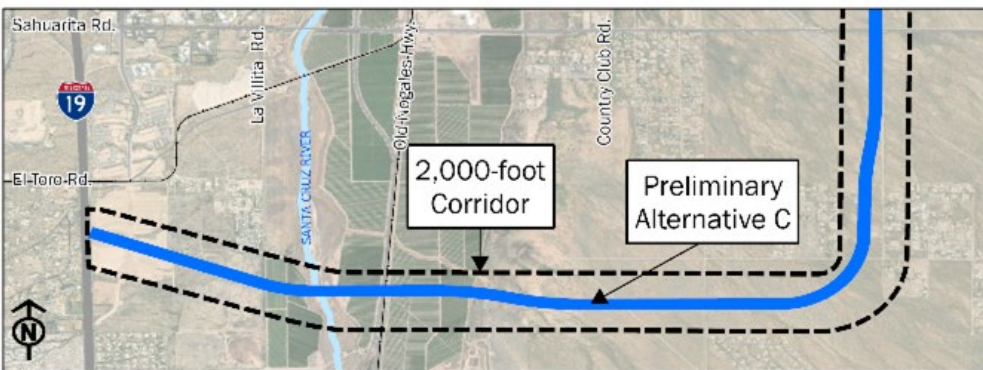 Sahuarita Rd.
La Villita Rd.
Old Nogales Hwy.
Country Club Rd.
19
El Toro Rd.
SANTA CRUZ RIVER
2,000-foot
Corridor
Preliminary
Alternative C
N